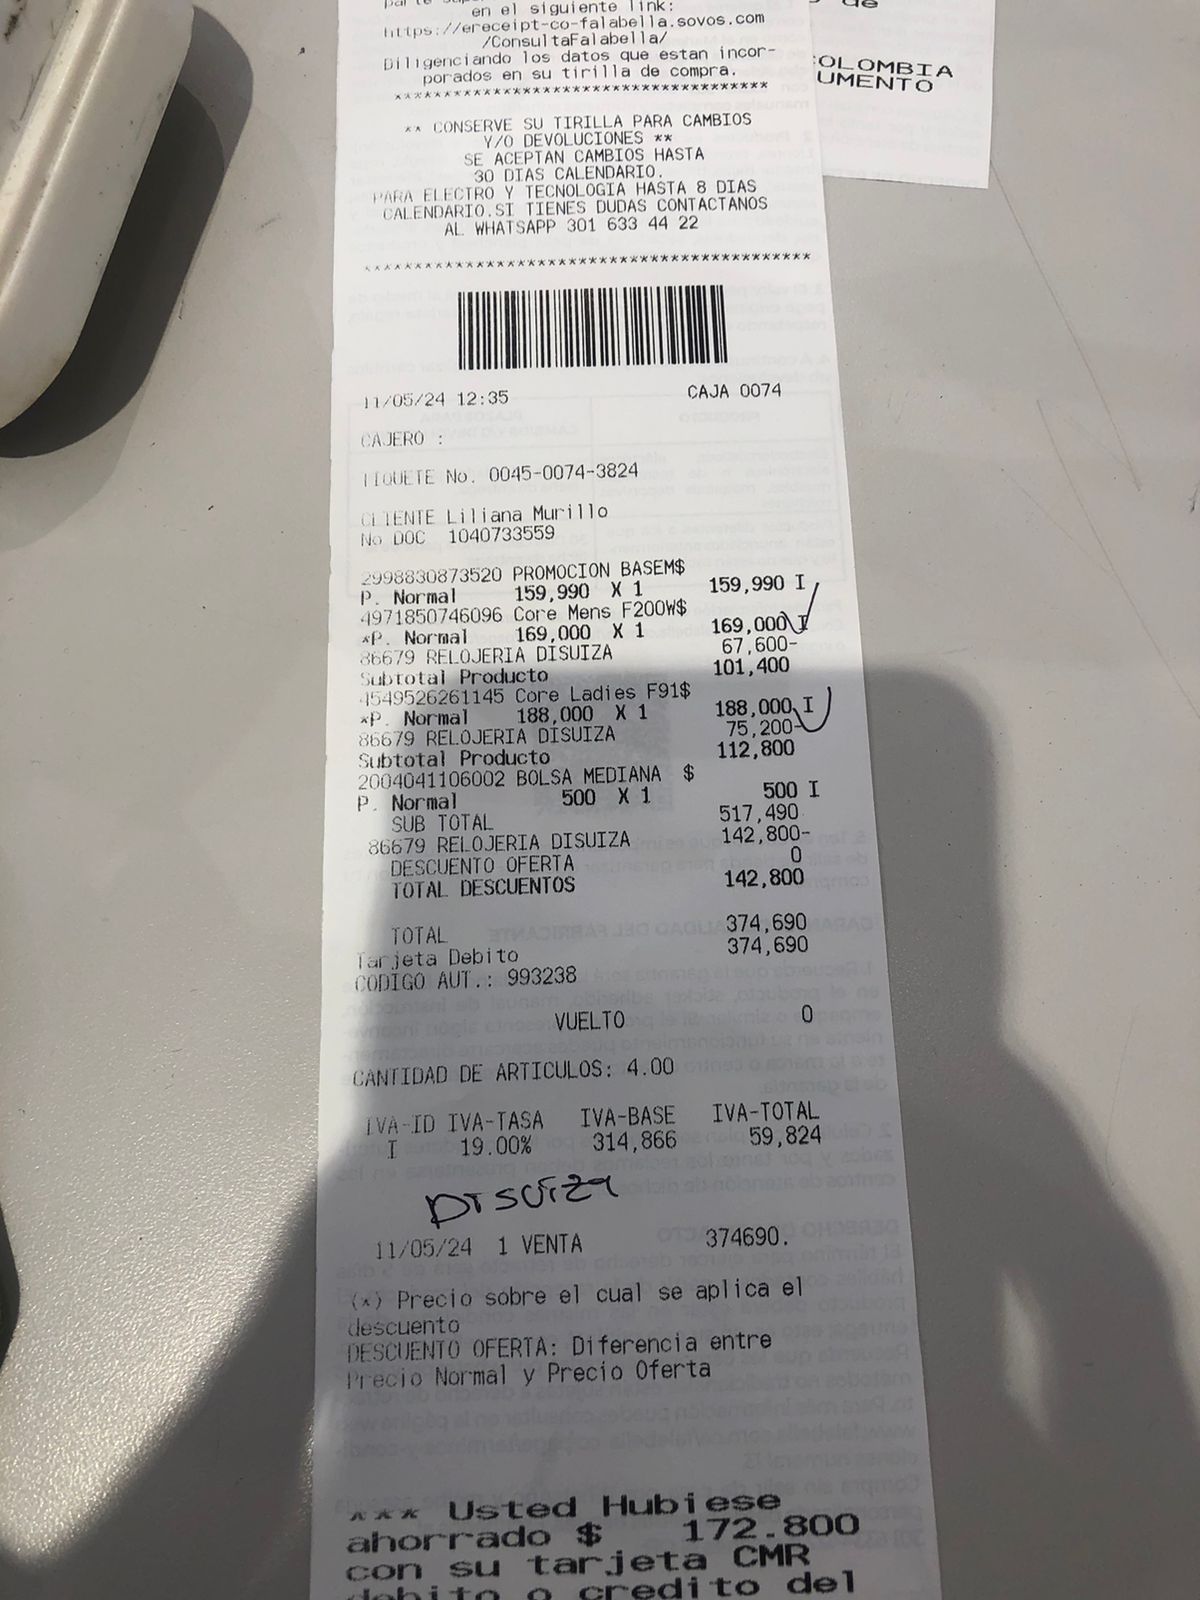 en el siguiente link:
https://ereceipt-co-falabella.sovos.com
/ConsultaFalabella/
Diligenciando los datos que estan incor-
porados en su tirilla de compra.
** CONSERVE SU TIRILLA PARA CAMBIOS
Y/O DEVOLUCIONES **
SE ACEPTAN CAMBIOS HASTA
30 DIAS CALENDARIO.
PARA ELECTRO Y TECNOLOGIA HASTA 8 DIAS
CALENDARIO.SI TIENES DUDAS CONTACTANOS
AL WHATSAPP 301 633 44 22
11/05/24 12:35 CAJA 0074
CAJERO :
TIQUETE No. 0045-0074-3824
CLIENTE Liliana Murillo
No DOC 1040733559
2998830873520 PROMOCION BASEM$
P. Normal 159,990 X 1 159,990 I
4971850746096 Core Mens F200W$
*P. Normal 169,000 X 1 169,000 I
86679 RELOJERIA DISUIZA 67,600-
Subtotal Producto 101,400
4549526261145 Core Ladies F91$
*P. Normal 188,000 X 1 188,000 I
86679 RELOJERIA DISUIZA 75,200-
Subtotal Producto 112,800
2004041106002 BOLSA MEDIANA $
P. Normal 500 X 1 500 I
SUB TOTAL 517,490
86679 RELOJERIA DISUIZA 142,800-
DESCUENTO OFERTA 0
TOTAL DESCUENTOS 142,800
TOTAL 374,690
Tarjeta Debito 374,690
CODIGO AUT.: 993238
VUELTO 0
CANTIDAD DE ARTICULOS: 4.00
IVA-ID IVA-TASA IVA-BASE IVA-TOTAL
I 19.00% 314,866 59,824
DISUIZA
11/05/24 1 VENTA 374690.
(*) Precio sobre el cual se aplica el
descuento
DESCUENTO OFERTA: Diferencia entre
Precio Normal y Precio Oferta
*** Usted Hubiese
ahorrado $ 172.800
con su tarjeta CMR
debito o credito del
de
COLOMBIA
UMENTO